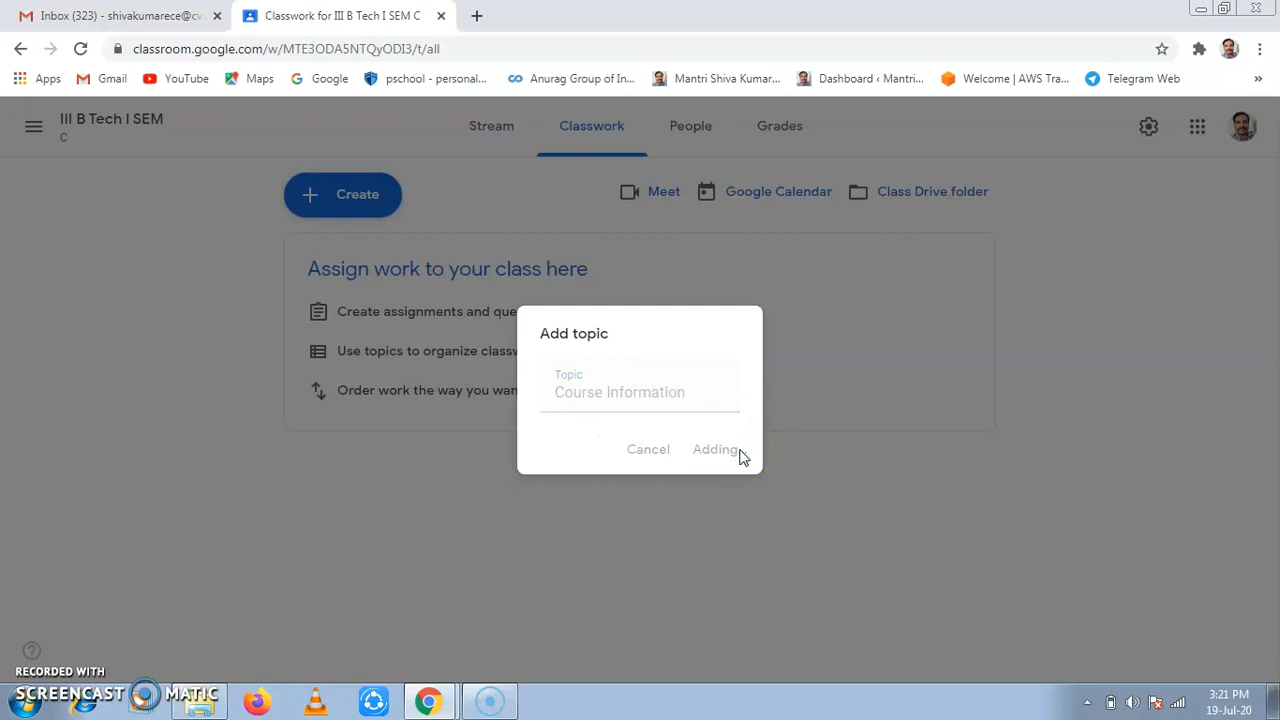 Inbox (323) - shivakumarece@cv
Classwork for III B Tech I SEM C
classroom.google.com/w/MTE3ODA5NTQyODI3/t/all
Apps
Gmail
YouTube
Maps
Google
pschool - personal...
Anurag Group of In...
Mantri Shiva Kumar...
Dashboard ‹ Mantri...
Welcome | AWS Tra...
Telegram Web
»
III B Tech I SEM
C
Stream
Classwork
People
Grades
Create
Meet
Google Calendar
Class Drive folder
Assign work to your class here
Create assignments and que
Use topics to organize classw
Order work the way you wan
Add topic
Topic
Course Information
Cancel
Adding
RECORDED WITH
SCREENCAST MATIC
3:21 PM
19-Jul-20